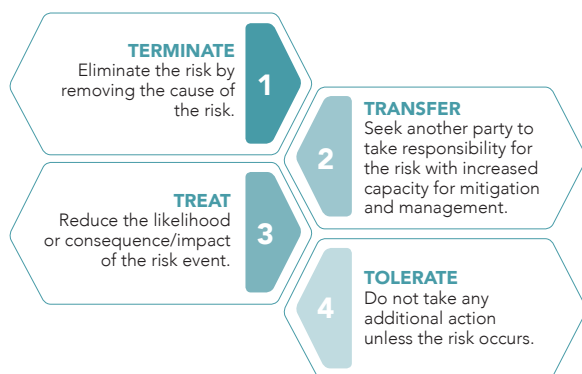 TERMINATE
Eliminate the risk by
removing the cause of
the risk.
1
TRANSFER
Seek another party to
take responsibility for
the risk with increased
capacity for mitigation
and management.
2
TREAT
Reduce the likelihood
or consequence/impact
of the risk event.
3
TOLERATE
Do not take any
additional action
unless the risk occurs.
4